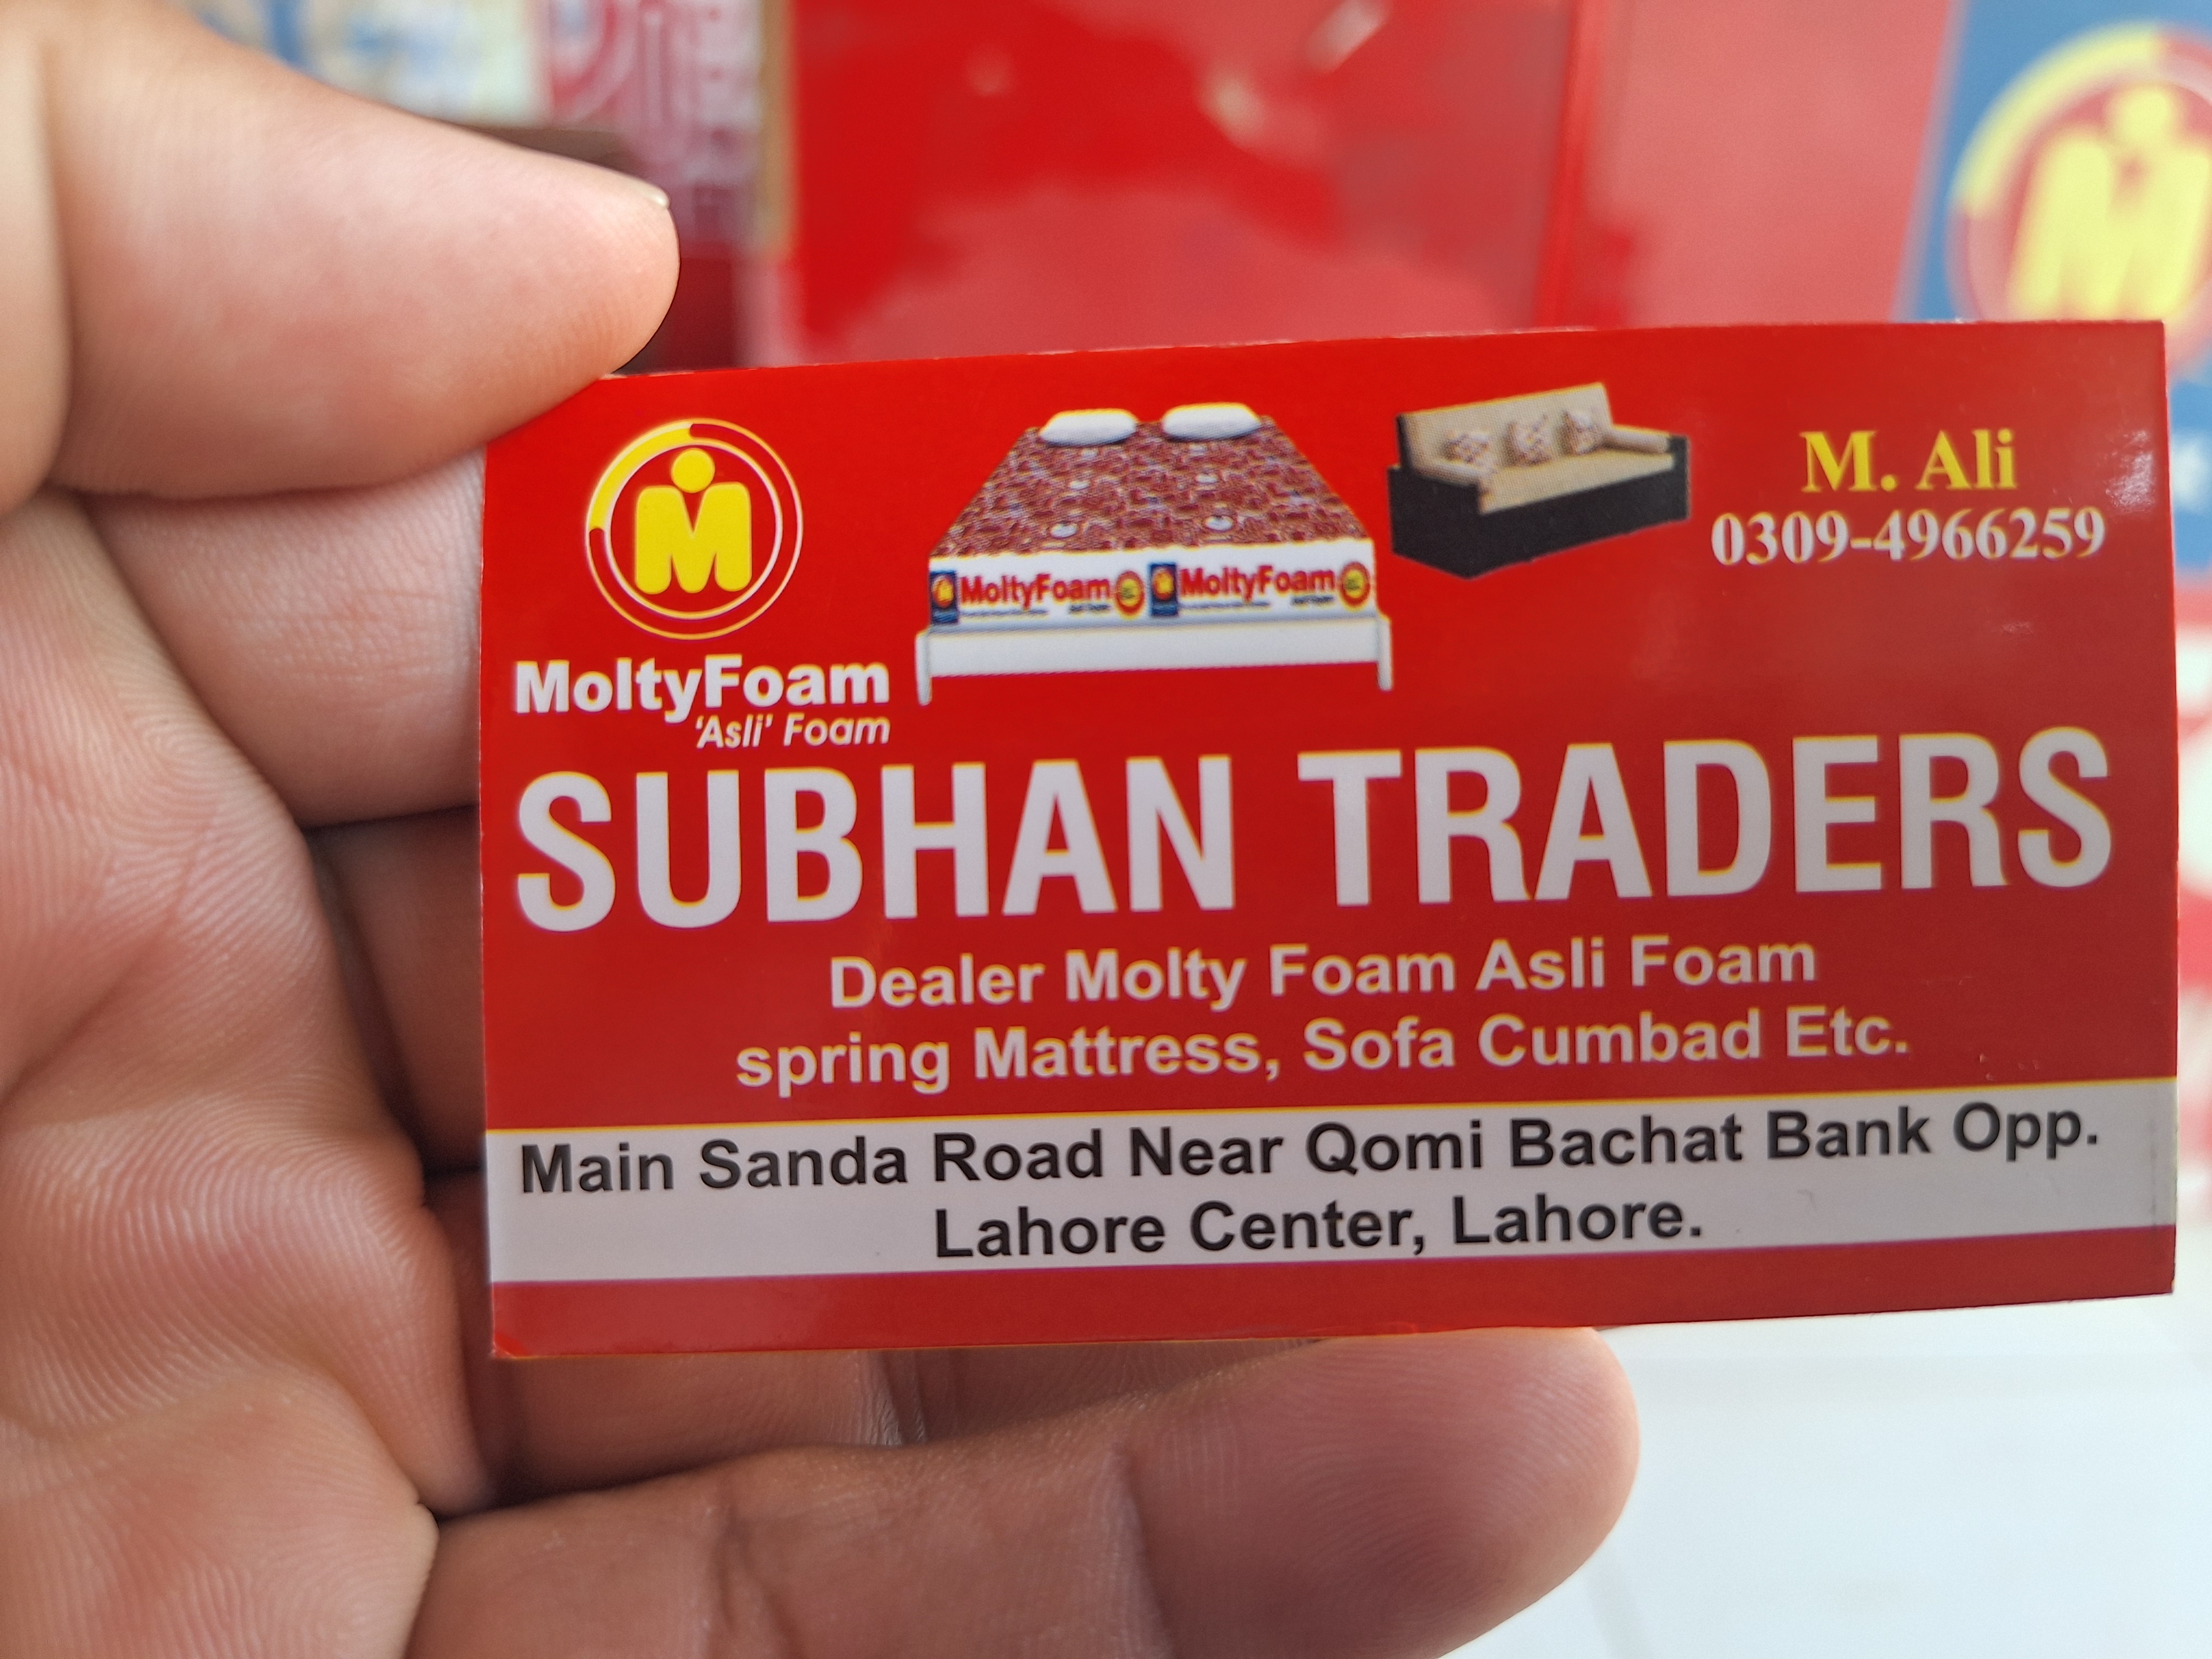 M. Ali
0309-4966259
MoltyFoam MoltyFoam
MoltyFoam
'Asli' Foam
SUBHAN TRADERS
Dealer Molty Foam Asli Foam
spring Mattress, Sofa Cumbad Etc.
Main Sanda Road Near Qomi Bachat Bank Opp.
Lahore Center, Lahore.